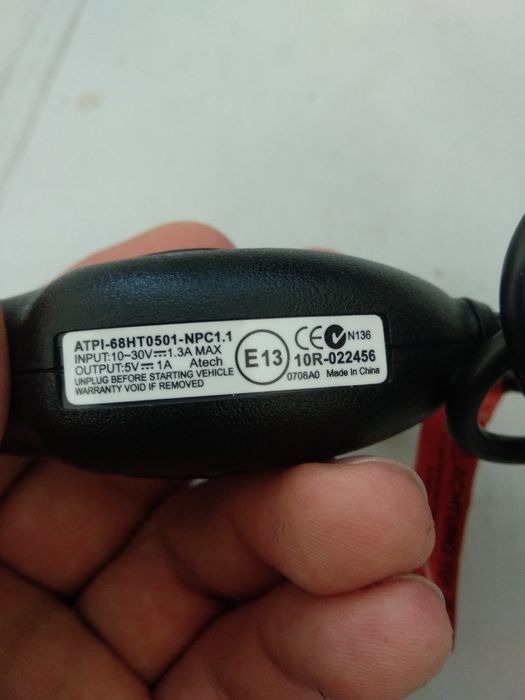 ATPI-68HT0501-NPC1.1
INPUT:10~30V⎓1.3A MAX
OUTPUT:5V⎓1A Atech
UNPLUG BEFORE STARTING VEHICLE
WARRANTY VOID IF REMOVED
E13
CE N136
10R-022456
0708A0 Made In China
ACHTUNG